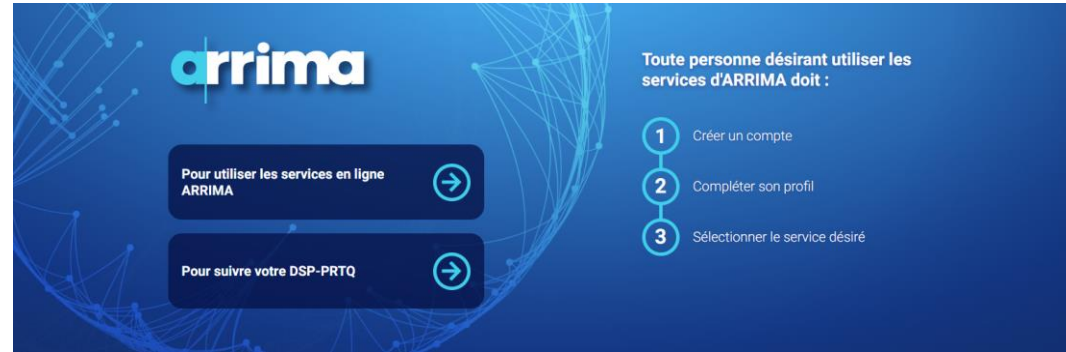 arrima
Pour utiliser les services en ligne
ARRIMA
Pour suivre votre DSP-PRTQ
Toute personne désirant utiliser les
services d'ARRIMA doit :
1 Créer un compte
2 Compléter son profil
3 Sélectionner le service désiré